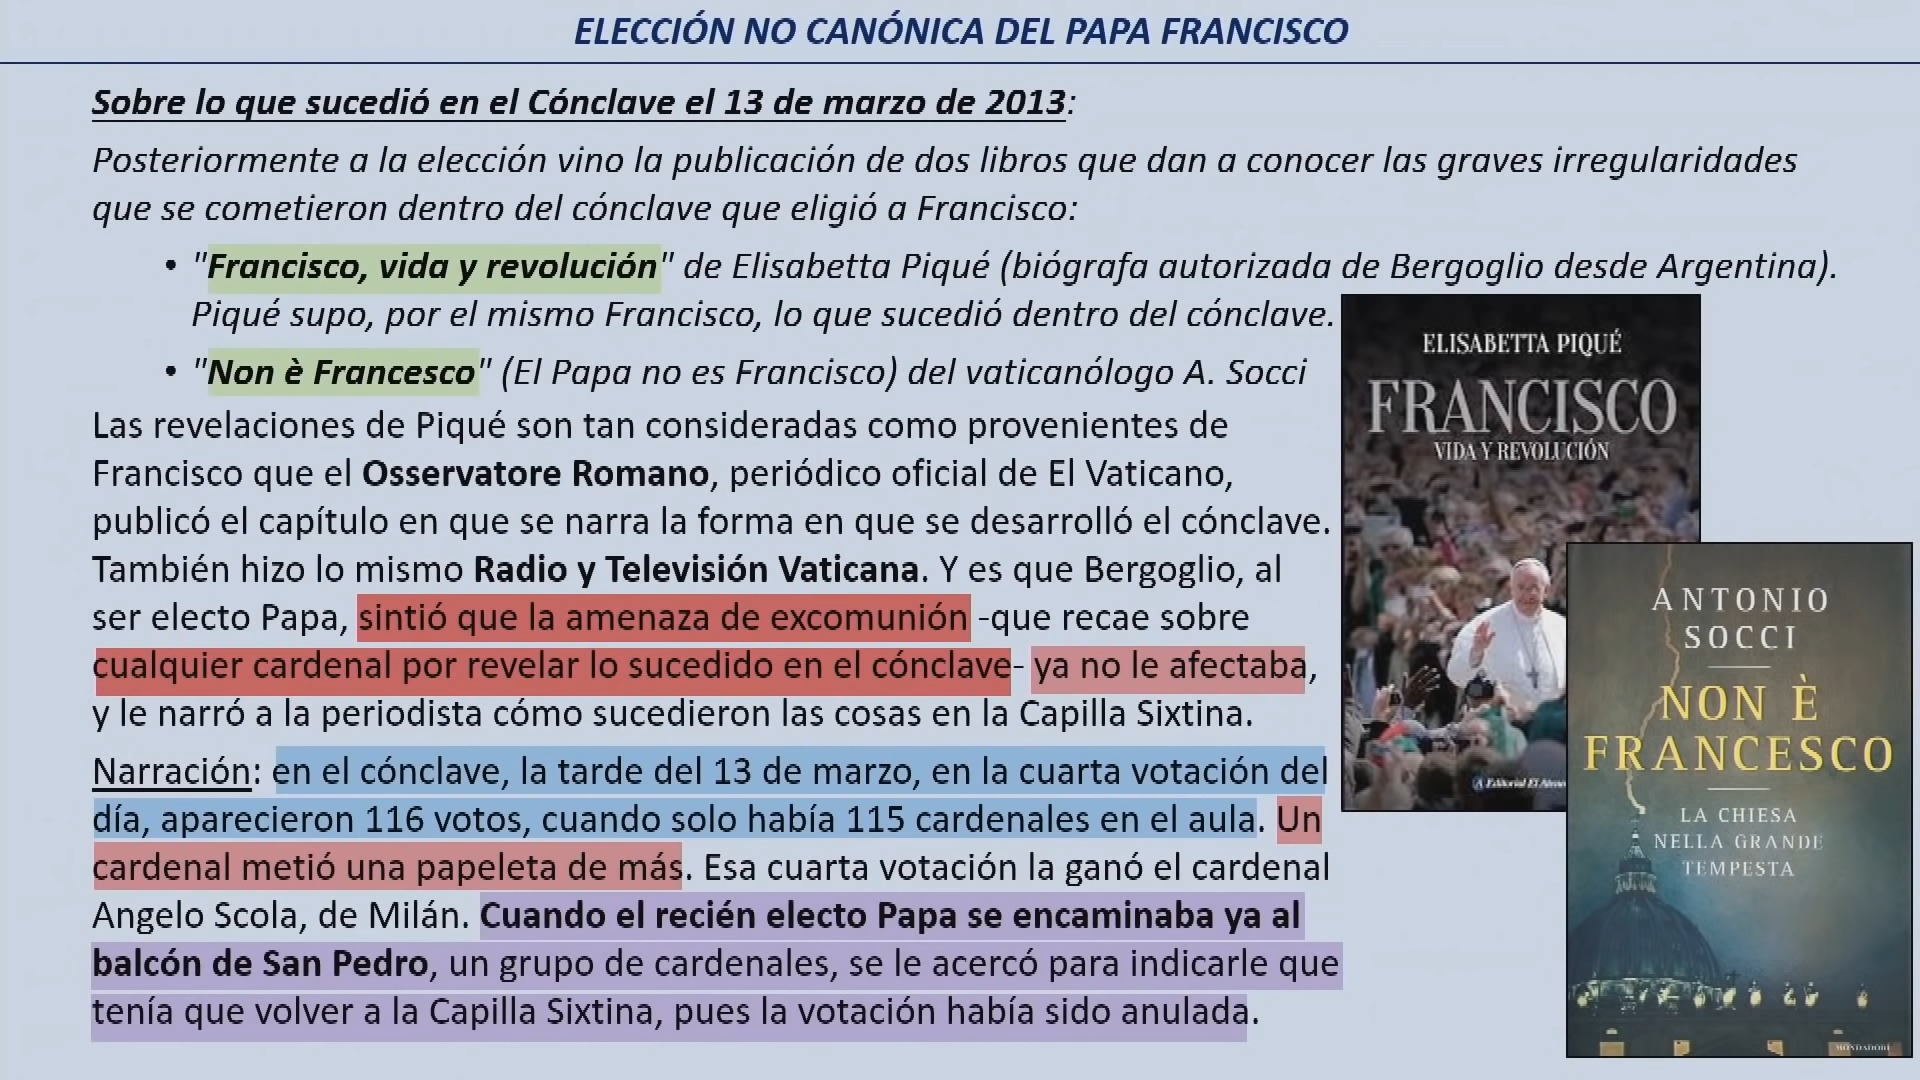 ELECCIÓN NO CANÓNICA DEL PAPA FRANCISCO
Sobre lo que sucedió en el Cónclave el 13 de marzo de 2013:
Posteriormente a la elección vino la publicación de dos libros que dan a conocer las graves irregularidades
que se cometieron dentro del cónclave que eligió a Francisco:
• "Francisco, vida y revolución" de Elisabetta Piqué (biógrafa autorizada de Bergoglio desde Argentina).
Piqué supo, por el mismo Francisco, lo que sucedió dentro del cónclave.
• "Non è Francesco" (El Papa no es Francisco) del vaticanólogo A. Socci
Las revelaciones de Piqué son tan consideradas como provenientes de
Francisco que el Osservatore Romano, periódico oficial de El Vaticano,
publicó el capítulo en que se narra la forma en que se desarrolló el cónclave.
También hizo lo mismo Radio y Televisión Vaticana. Y es que Bergoglio, al
ser electo Papa, sintió que la amenaza de excomunión -que recae sobre
cualquier cardenal por revelar lo sucedido en el cónclave- ya no le afectaba,
y le narró a la periodista cómo sucedieron las cosas en la Capilla Sixtina.
Narración: en el cónclave, la tarde del 13 de marzo, en la cuarta votación del
día, aparecieron 116 votos, cuando solo había 115 cardenales en el aula. Un
cardenal metió una papeleta de más. Esa cuarta votación la ganó el cardenal
Angelo Scola, de Milán. Cuando el recién electo Papa se encaminaba ya al
balcón de San Pedro, un grupo de cardenales, se le acercó para indicarle que
tenía que volver a la Capilla Sixtina, pues la votación había sido anulada.
ELISABETTA PIQUÉ
FRANCISCO
VIDA Y REVOLUCIÓN
Editorial El Ateneo
ANTONIO
SOCCI
NON È
FRANCESCO
LA CHIESA
NELLA GRANDE
TEMPESTA
MONDADORI